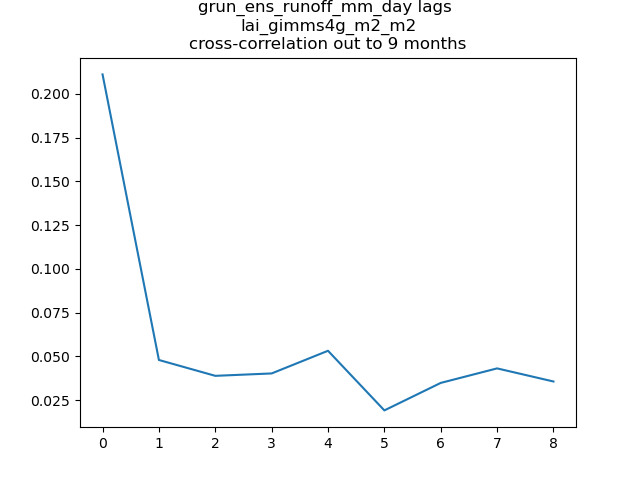 grun_ens_runoff_mm_day lags
lai_gimms4g_m2_m2
cross-correlation out to 9 months
0.200
0.175
0.150
0.125
0.100
0.075
0.050
0.025
0 1 2 3 4 5 6 7 8